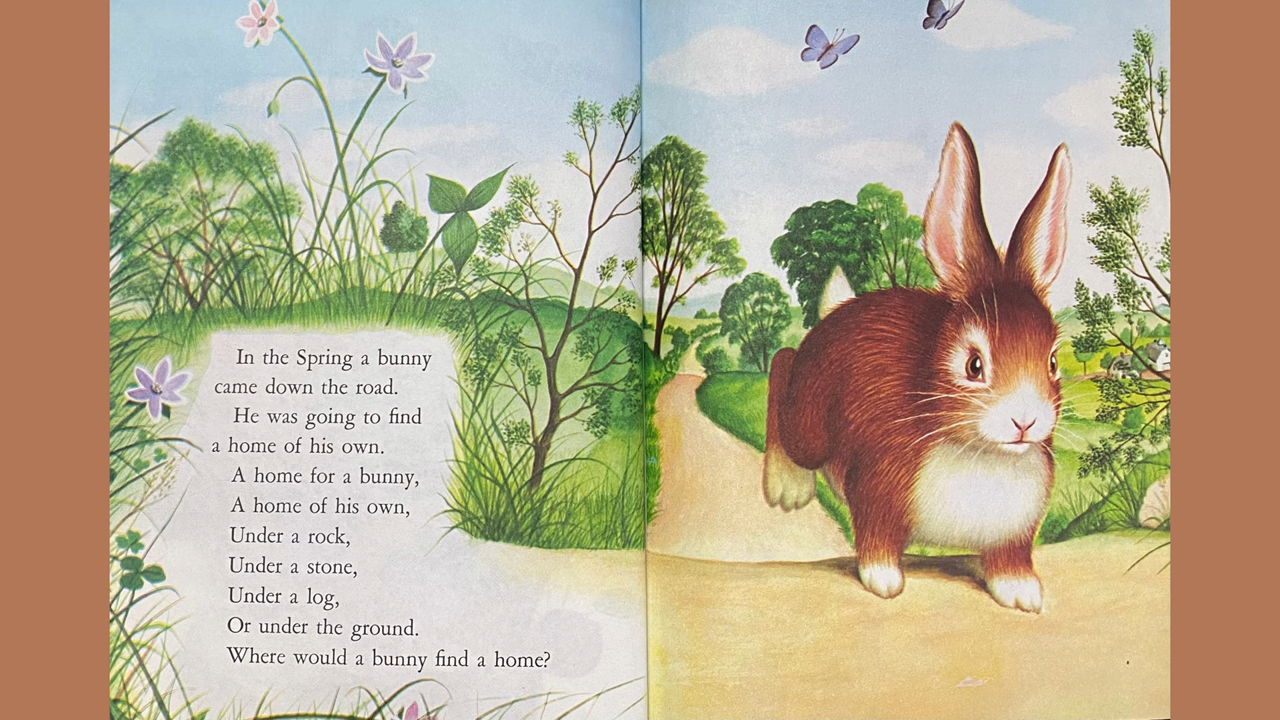 In the Spring a bunny
came down the road.
He was going to find
a home of his own.
A home for a bunny,
A home of his own,
Under a rock,
Under a stone,
Under a log,
Or under the ground.
Where would a bunny find a home?